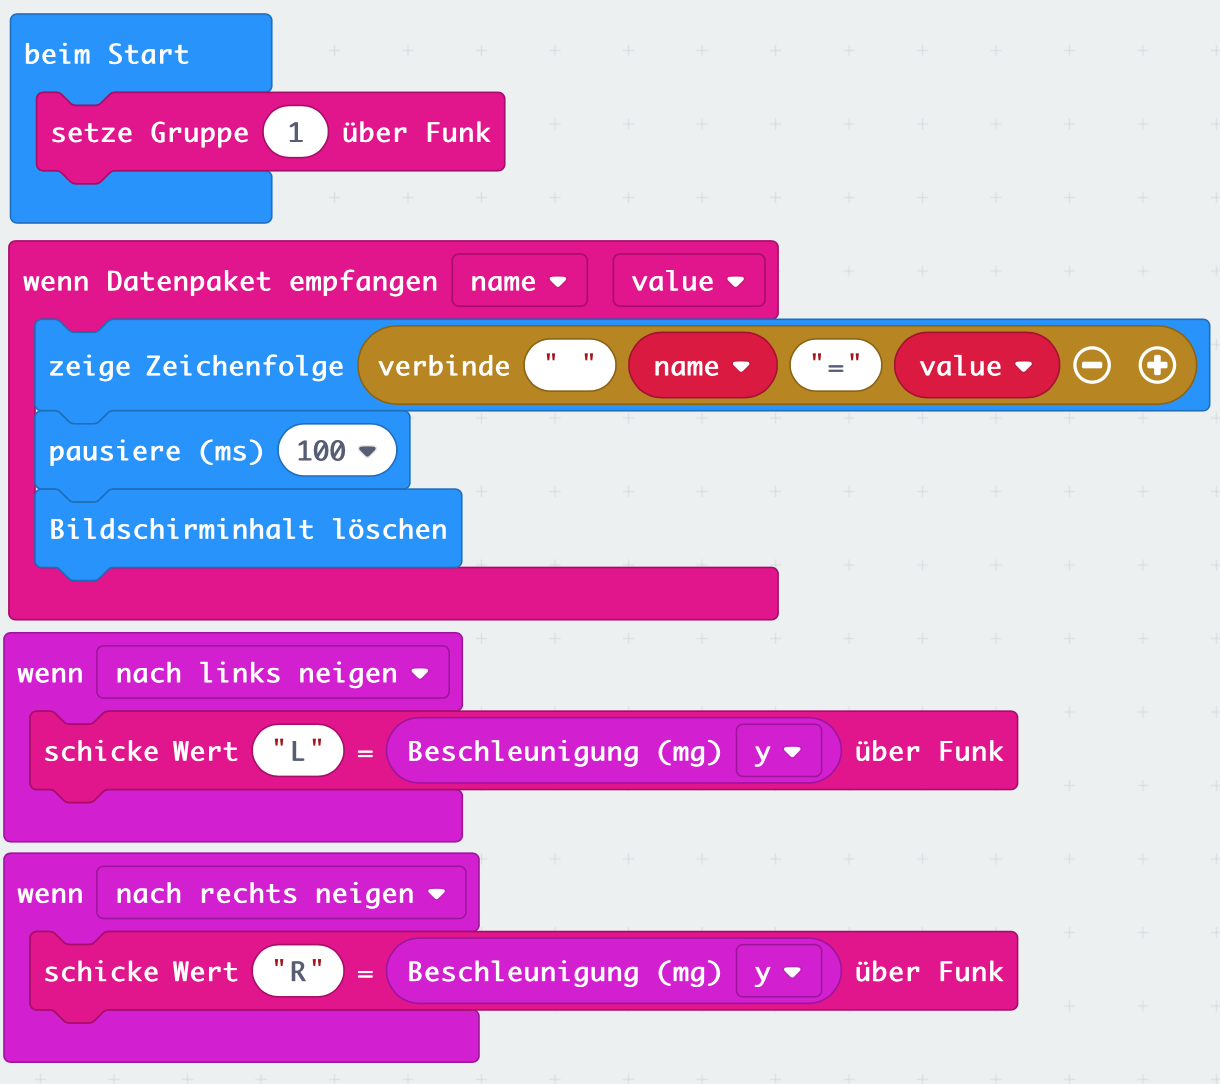 beim Start
setze Gruppe 1 über Funk
wenn Datenpaket empfangen name value
zeige Zeichenfolge verbinde " " name "=" value
pausiere (ms) 100
Bildschirminhalt löschen
wenn nach links neigen
schicke Wert "L" = Beschleunigung (mg) y über Funk
wenn nach rechts neigen
schicke Wert "R" = Beschleunigung (mg) y über Funk